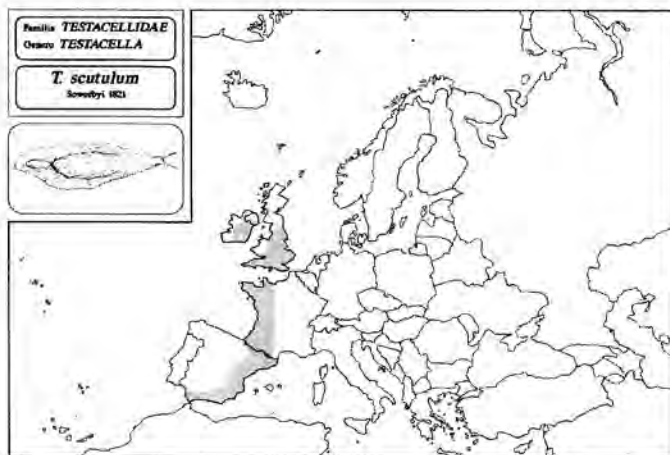 Familia TESTACELLIDAE
Genero TESTACELLA
T. scutulum
Sowerbyi 1821